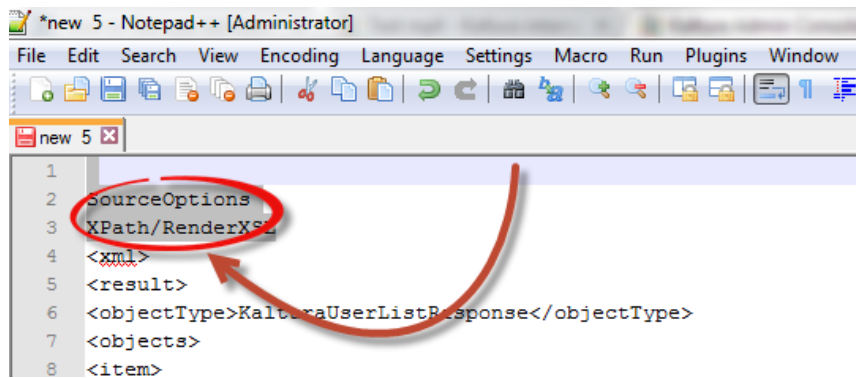 *new 5 - Notepad++ [Administrator]
File Edit Search View Encoding Language Settings Macro Run Plugins Window
new 5
1
2 SourceOptions
3 XPath/RenderXSL
4 <xml>
5 <result>
6 <objectType>KalturaUserListResponse</objectType>
7 <objects>
8 <item>